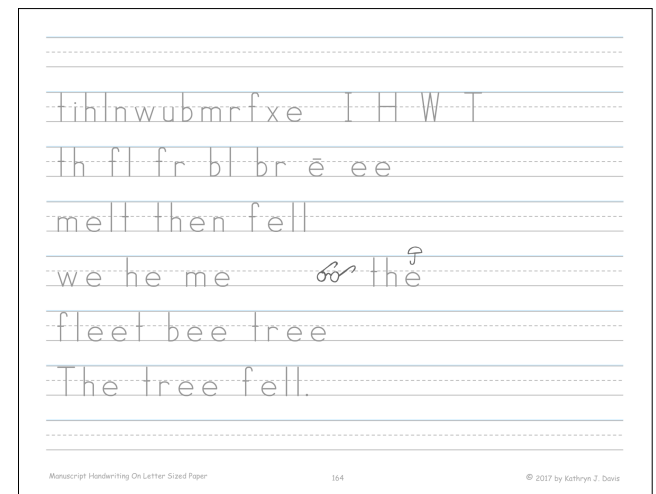 tihlnwubmrfxe I H W T
th fl fr bl br ē ee
melt then fell
we he me the
fleet bee tree
The tree fell.
Manuscript Handwriting On Letter Sized Paper 164 © 2017 by Kathryn J. Davis